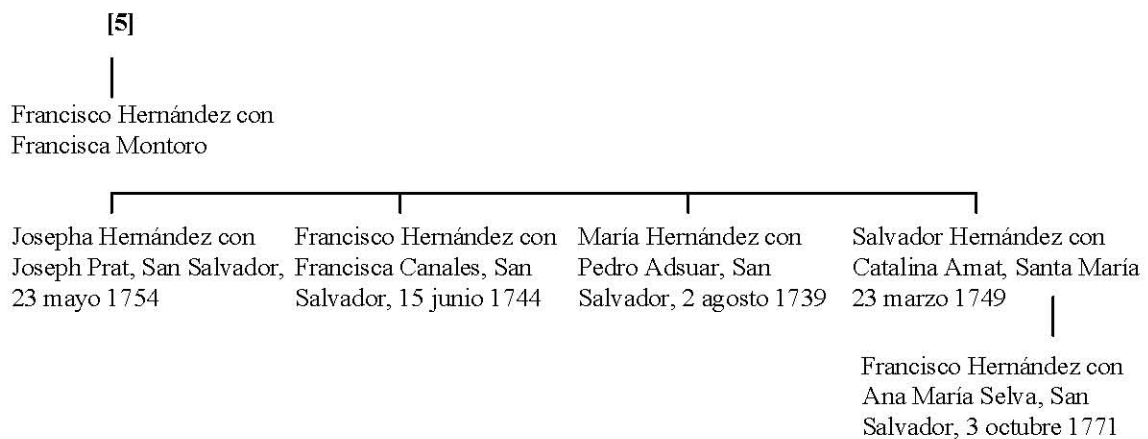 [5]
Francisco Hernández con
Francisca Montoro
Josepha Hernández con
Joseph Prat, San Salvador,
23 mayo 1754
Francisco Hernández con
Francisca Canales, San
Salvador, 15 junio 1744
María Hernández con
Pedro Adsuar, San
Salvador, 2 agosto 1739
Salvador Hernández con
Catalina Amat, Santa María
23 marzo 1749
Francisco Hernández con
Ana María Selva, San
Salvador, 3 octubre 1771